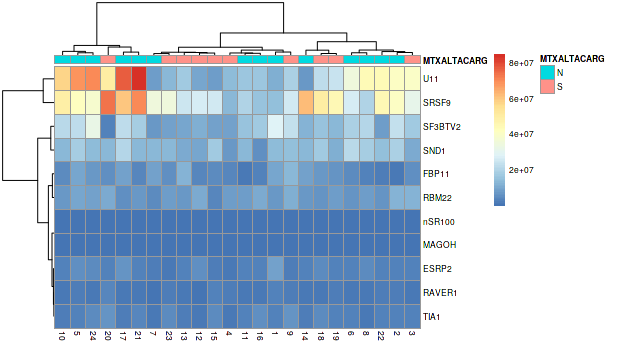 MTXALTACARG
U11
SRSF9
SF3BTV2
SND1
FBP11
RBM22
nSR100
MAGOH
ESRP2
RAVER1
TIA1
10 5 24 20 17 21 7 23 13 12 15 4 11 16 1 9 14 18 19 6 8 22 2 3
8e+07
6e+07
4e+07
2e+07
MTXALTACARG
N
S